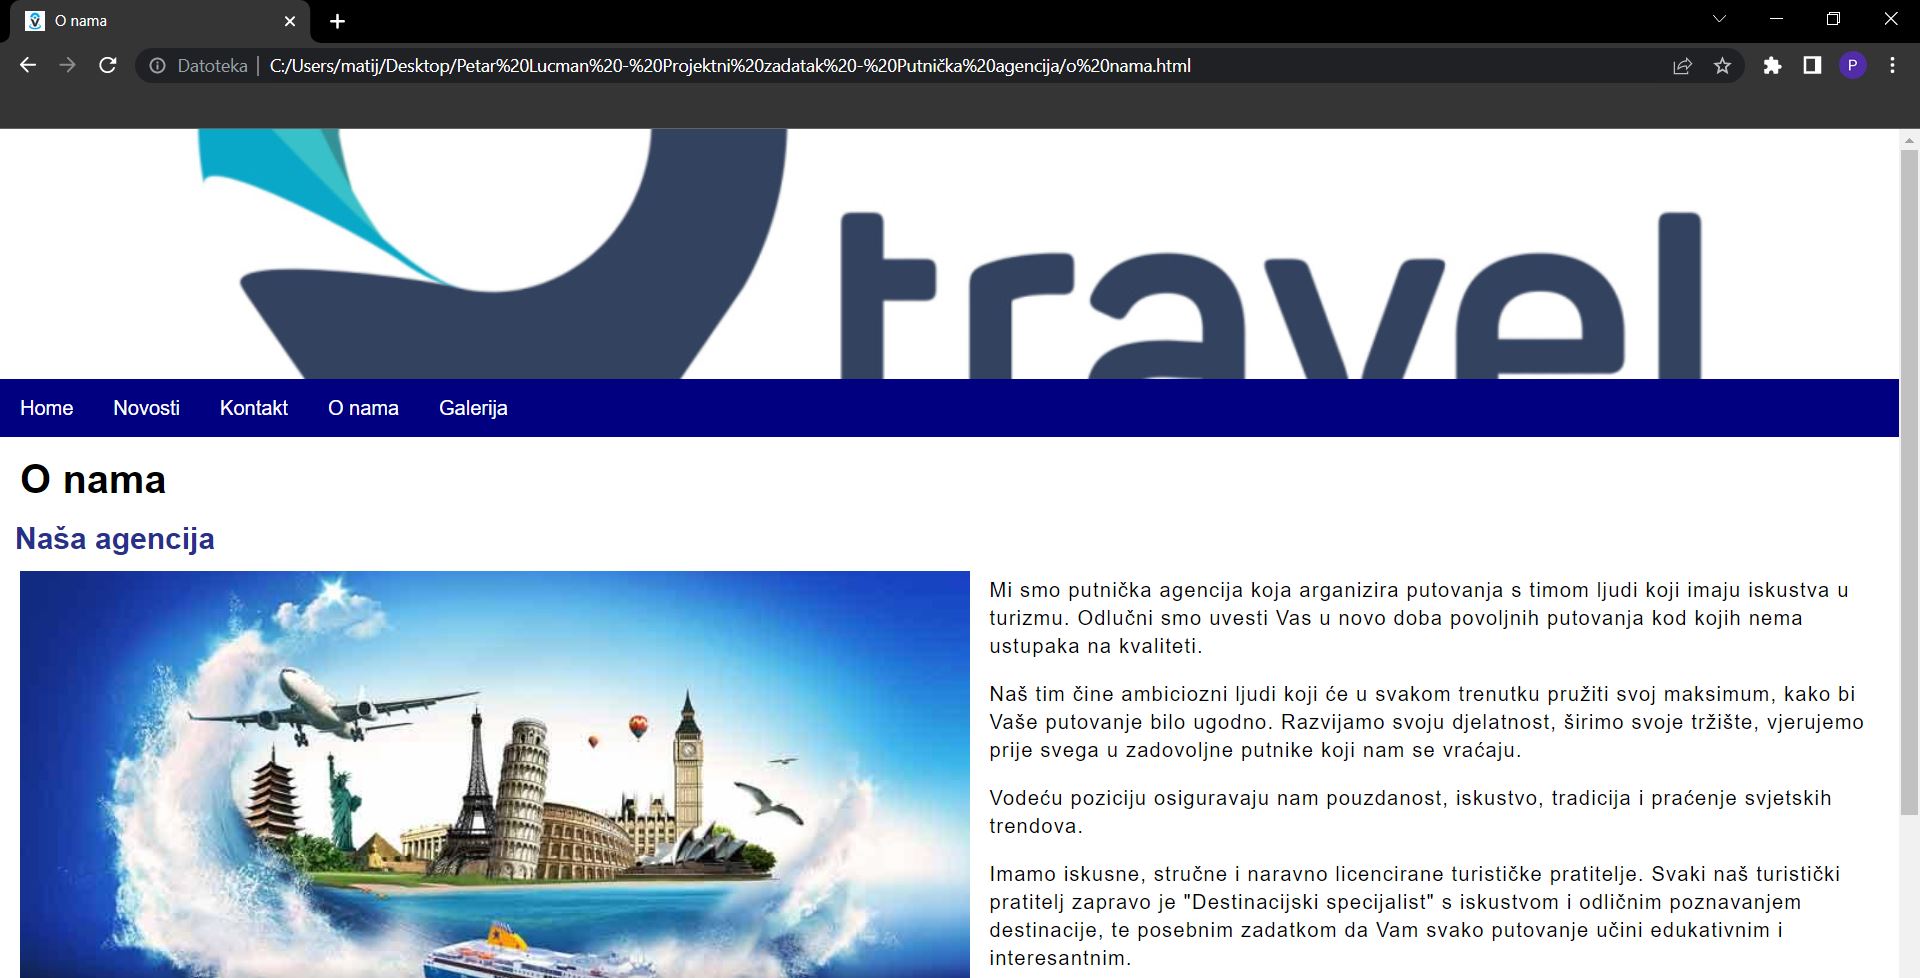 O nama
Datoteka
C:/Users/matij/Desktop/Petar%20Lucman%20-%20Projektni%20zadatak%20-%20Putnička%20agencija/o%20nama.html
P
travel
Home Novosti Kontakt O nama Galerija
O nama
Naša agencija
Mi smo putnička agencija koja arganizira putovanja s timom ljudi koji imaju iskustva u
turizmu. Odlučni smo uvesti Vas u novo doba povoljnih putovanja kod kojih nema
ustupaka na kvaliteti.
Naš tim čine ambiciozni ljudi koji će u svakom trenutku pružiti svoj maksimum, kako bi
Vaše putovanje bilo ugodno. Razvijamo svoju djelatnost, širimo svoje tržište, vjerujemo
prije svega u zadovoljne putnike koji nam se vraćaju.
Vodeću poziciju osiguravaju nam pouzdanost, iskustvo, tradicija i praćenje svjetskih
trendova.
Imamo iskusne, stručne i naravno licencirane turističke pratitelje. Svaki naš turistički
pratitelj zapravo je "Destinacijski specijalist" s iskustvom i odličnim poznavanjem
destinacije, te posebnim zadatkom da Vam svako putovanje učini edukativnim i
interesantnim.